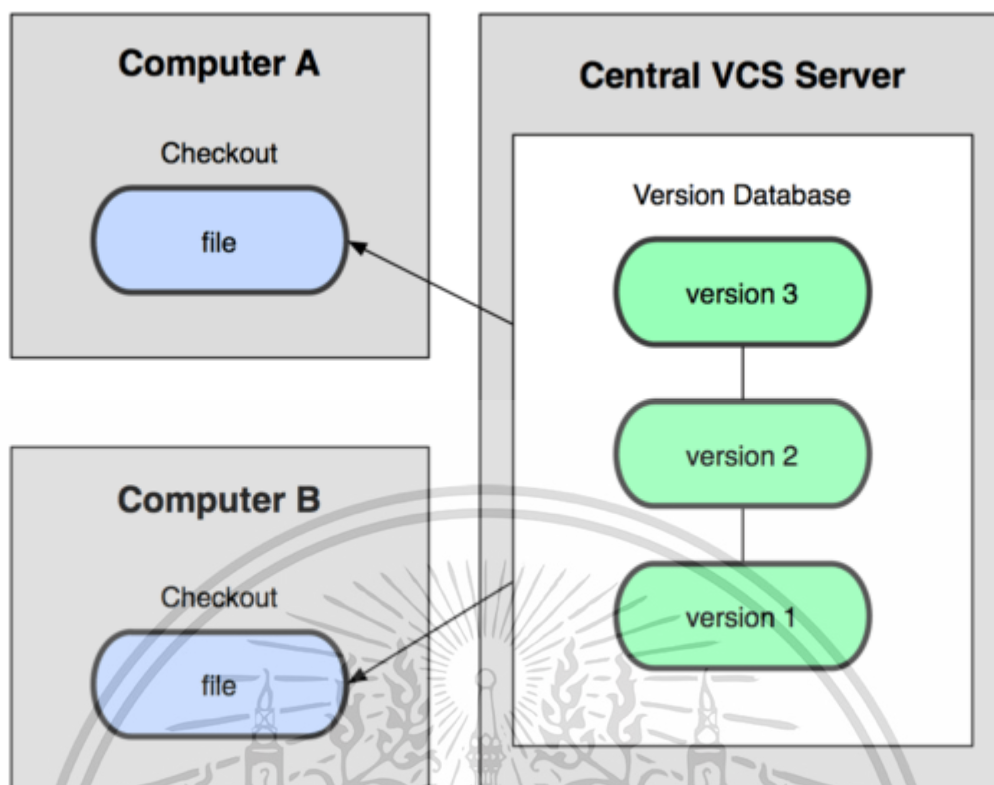 Computer A
Checkout
file
Computer B
Checkout
file
Central VCS Server
Version Database
version 3
version 2
version 1